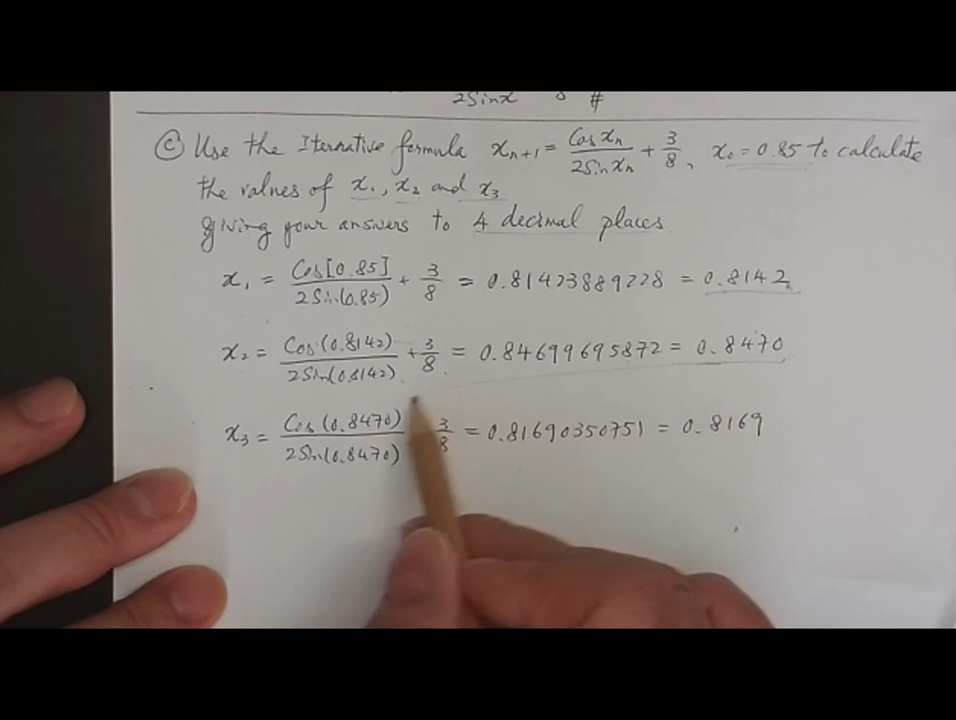 2Sinx #
ⓒ Use the Iterative formula xₙ₊₁ = Cos xₙ / 2Sin xₙ + 3/8, x₀ = 0.85 to calculate
the values of x₁, x₂ and x₃
giving your answers to 4 decimal places.
x₁ = Cos[0.85] / 2Sin(0.85) + 3/8 = 0.81423889228 = 0.8142
x₂ = Cos(0.8142) / 2Sin(0.8142) + 3/8 = 0.84699695872 = 0.8470
x₃ = Cos(0.8470) / 2Sin(0.8470) 3/8 = 0.81690350751 = 0.8169